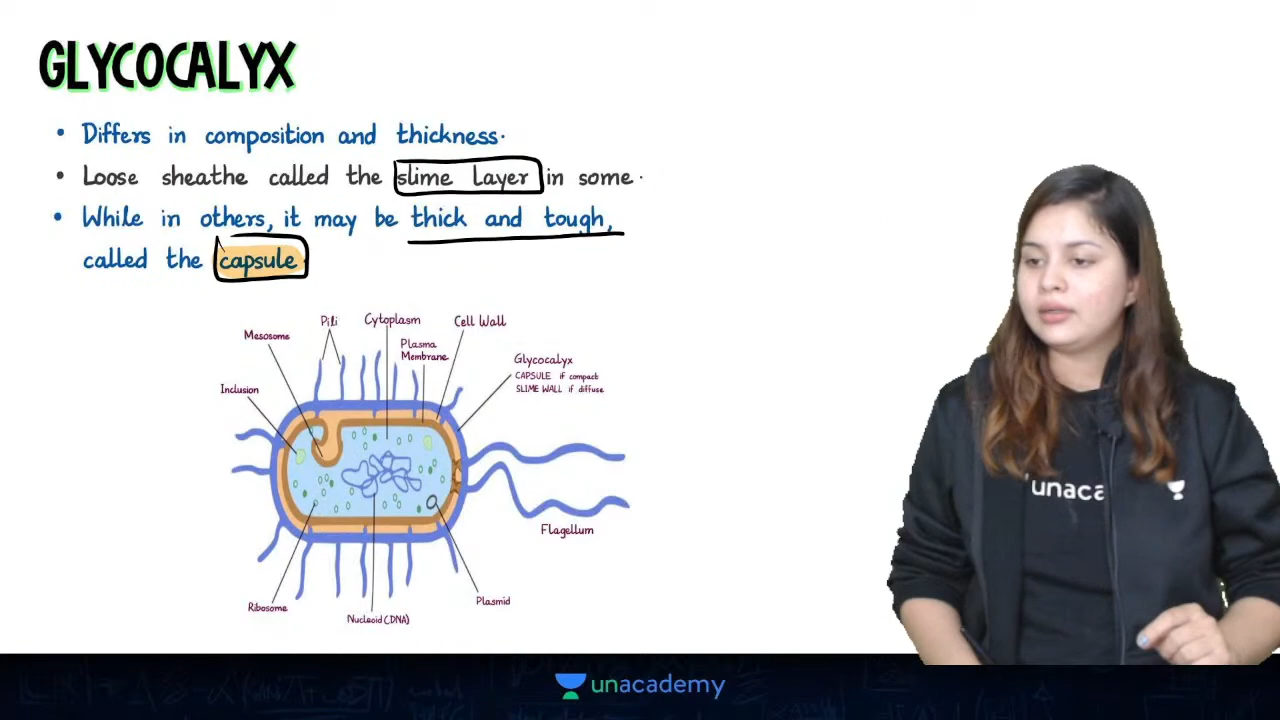 GLYCOCALYX
• Differs in composition and thickness.
• Loose sheathe called the slime layer in some.
• While in others, it may be thick and tough,
called the capsule.
Pili
Cytoplasm
Cell Wall
Mesosome
Plasma
Membrane
Glycocalyx
CAPSULE if compact
SLIME WALL if diffuse
Inclusion
Flagellum
Ribosome
Plasmid
Nucleoid (DNA)
unaca
unacademy